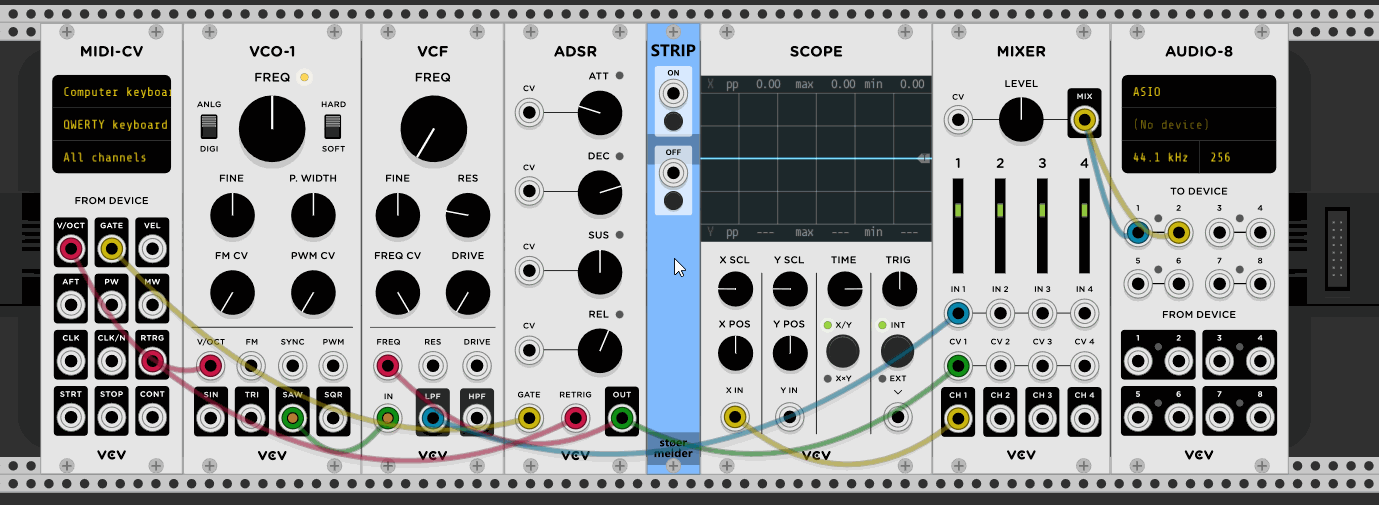 MIDI-CV
Computer keyboar
QWERTY keyboard
All channels
FROM DEVICE
V/OCT GATE VEL
AFT PW MW
CLK CLK/N RTRG
STRT STOP CONT
VCV
VCO-1
FREQ
ANLG HARD
DIGI SOFT
FINE P. WIDTH
FM CV PWM CV
V/OCT FM SYNC PWM
SIN TRI SAW SQR
VCV
VCF
FREQ
FINE RES
FREQ CV DRIVE
FREQ RES DRIVE
IN LPF HPF
VCV
ADSR
ATT
CV
DEC
CV
SUS
CV
REL
CV
GATE RETRIG OUT
VCV
STRIP
ON
OFF
stoer
melder
SCOPE
X pp 0.00 max 0.00 min 0.00
Y pp --- max --- min ---
X SCL Y SCL TIME TRIG
X POS Y POS X/Y INT
X×Y EXT
X IN Y IN
VCV
MIXER
LEVEL
CV MIX
1 2 3 4
IN 1 IN 2 IN 3 IN 4
CV 1 CV 2 CV 3 CV 4
CH 1 CH 2 CH 3 CH 4
VCV
AUDIO-8
ASIO
(No device)
44.1 kHz 256
TO DEVICE
1 2 3 4
5 6 7 8
FROM DEVICE
1 2 3 4
5 6 7 8
VCV